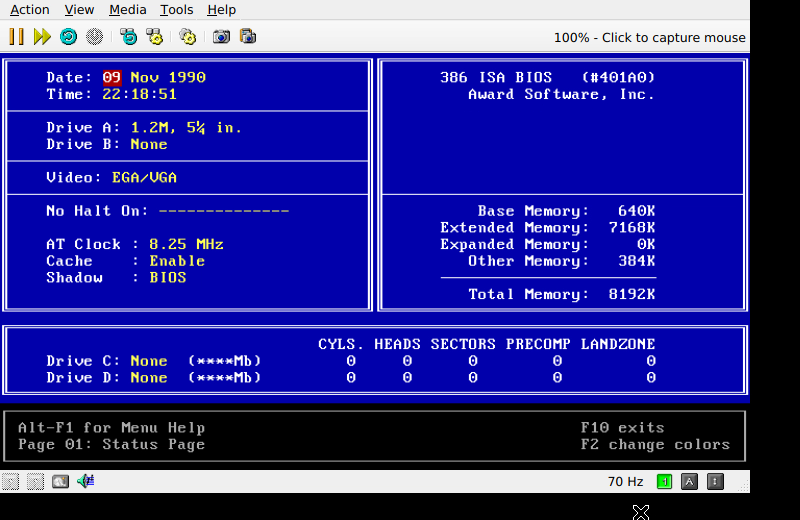 Action View Media Tools Help
100% - Click to capture mouse
Date: 09 Nov 1990
Time: 22:18:51
Drive A: 1.2M, 5¼ in.
Drive B: None
Video: EGA/VGA
No Halt On: --------------
AT Clock : 8.25 MHz
Cache : Enable
Shadow : BIOS
386 ISA BIOS (#401A0)
Award Software, Inc.
Base Memory: 640K
Extended Memory: 7168K
Expanded Memory: 0K
Other Memory: 384K
Total Memory: 8192K
CYLS. HEADS SECTORS PRECOMP LANDZONE
Drive C: None (****Mb) 0 0 0 0 0
Drive D: None (****Mb) 0 0 0 0 0
Alt-F1 for Menu Help F10 exits
Page 01: Status Page F2 change colors
70 Hz 1 A